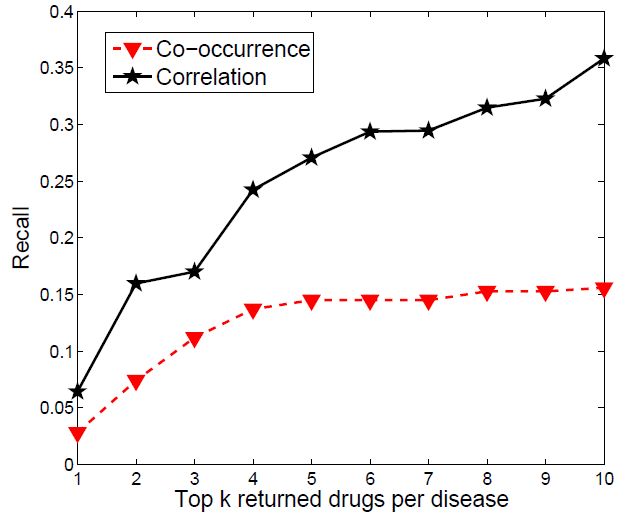 0.4
0.35
0.3
0.25
0.2
0.15
0.1
0.05
0
Recall
Co-occurrence
Correlation
1 2 3 4 5 6 7 8 9 10
Top k returned drugs per disease